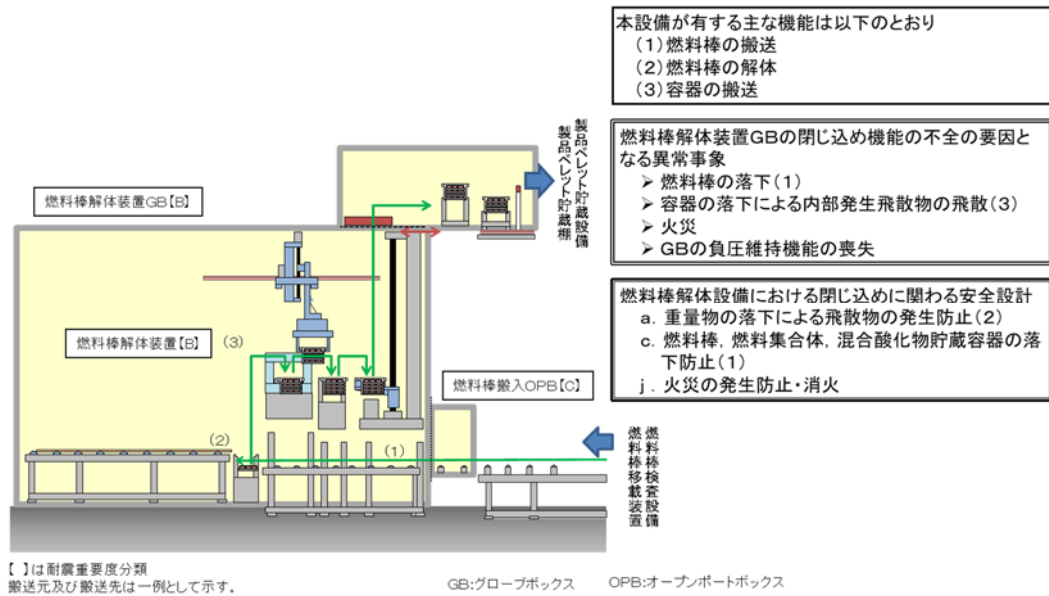 本設備が有する主な機能は以下のとおり
(1)燃料棒の搬送
(2)燃料棒の解体
(3)容器の搬送
燃料棒解体装置GBの閉じ込め機能の不全の要因と
なる異常事象
➢ 燃料棒の落下(1)
➢ 容器の落下による内部発生飛散物の飛散(3)
➢ 火災
➢ GBの負圧維持機能の喪失
燃料棒解体設備における閉じ込めに関わる安全設計
a. 重量物の落下による飛散物の発生防止(2)
c. 燃料棒,燃料集合体,混合酸化物貯蔵容器の落
下防止(1)
j. 火災の発生防止・消火
製品ペレット貯蔵設備
製品ペレット貯蔵棚
燃料棒解体装置GB【B】
燃料棒解体装置【B】
(3)
燃料棒搬入OPB【C】
(2)
(1)
燃料棒検査設備
燃料棒移載装置
【 】は耐震重要度分類
搬送元及び搬送先は一例として示す。
GB:グローブボックス
OPB:オープンポートボックス